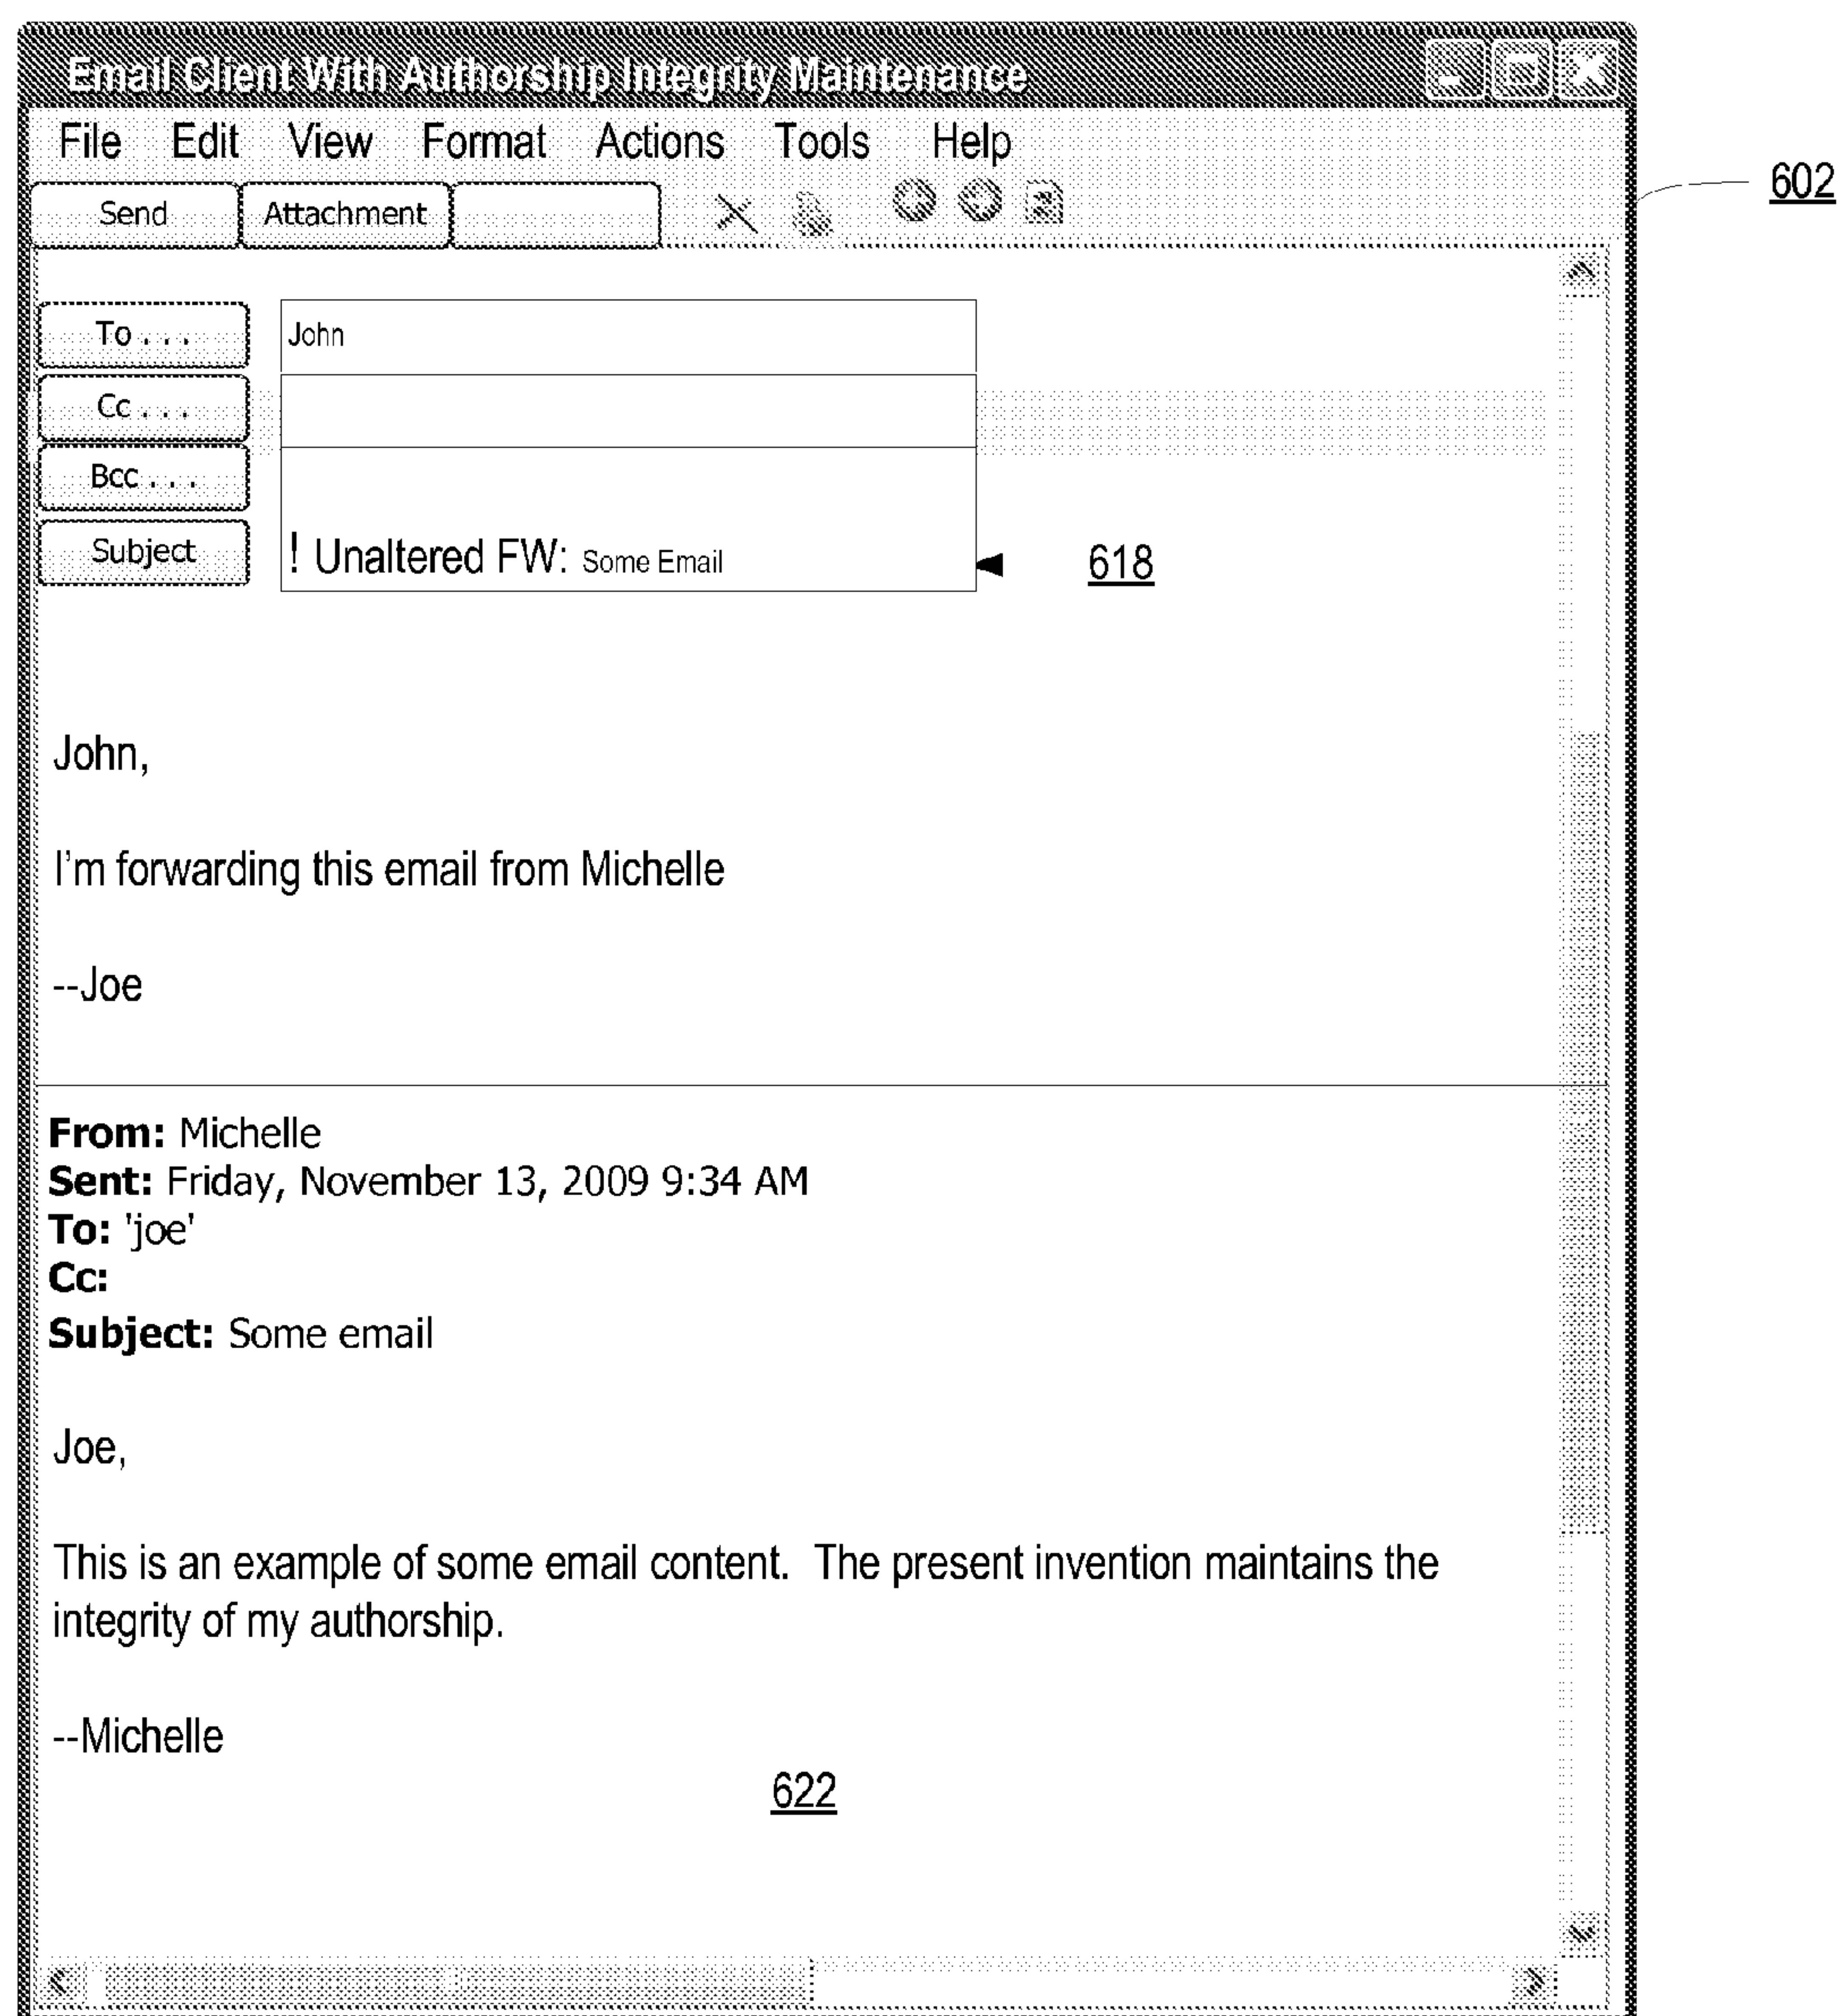 Email Client With Authorship Integrity Maintenance
File Edit View Format Actions Tools Help
602
Send Attachment
To . . . John
Cc . . .
Bcc . . .
Subject ! Unaltered FW: Some Email 618
John,
I'm forwarding this email from Michelle
--Joe
From: Michelle
Sent: Friday, November 13, 2009 9:34 AM
To: 'joe'
Cc:
Subject: Some email
Joe,
This is an example of some email content. The present invention maintains the
integrity of my authorship.
--Michelle
622